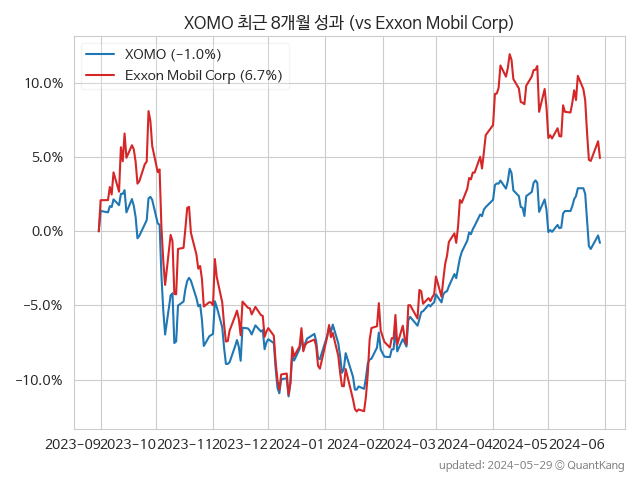 XOMO 최근 8개월 성과 (vs Exxon Mobil Corp)
XOMO (−1.0%)
Exxon Mobil Corp (6.7%)
10.0%
5.0%
0.0%
−5.0%
−10.0%
2023-09 2023-10 2023-11 2023-12 2024-01 2024-02 2024-03 2024-04 2024-05 2024-06
updated: 2024-05-29 © QuantKang